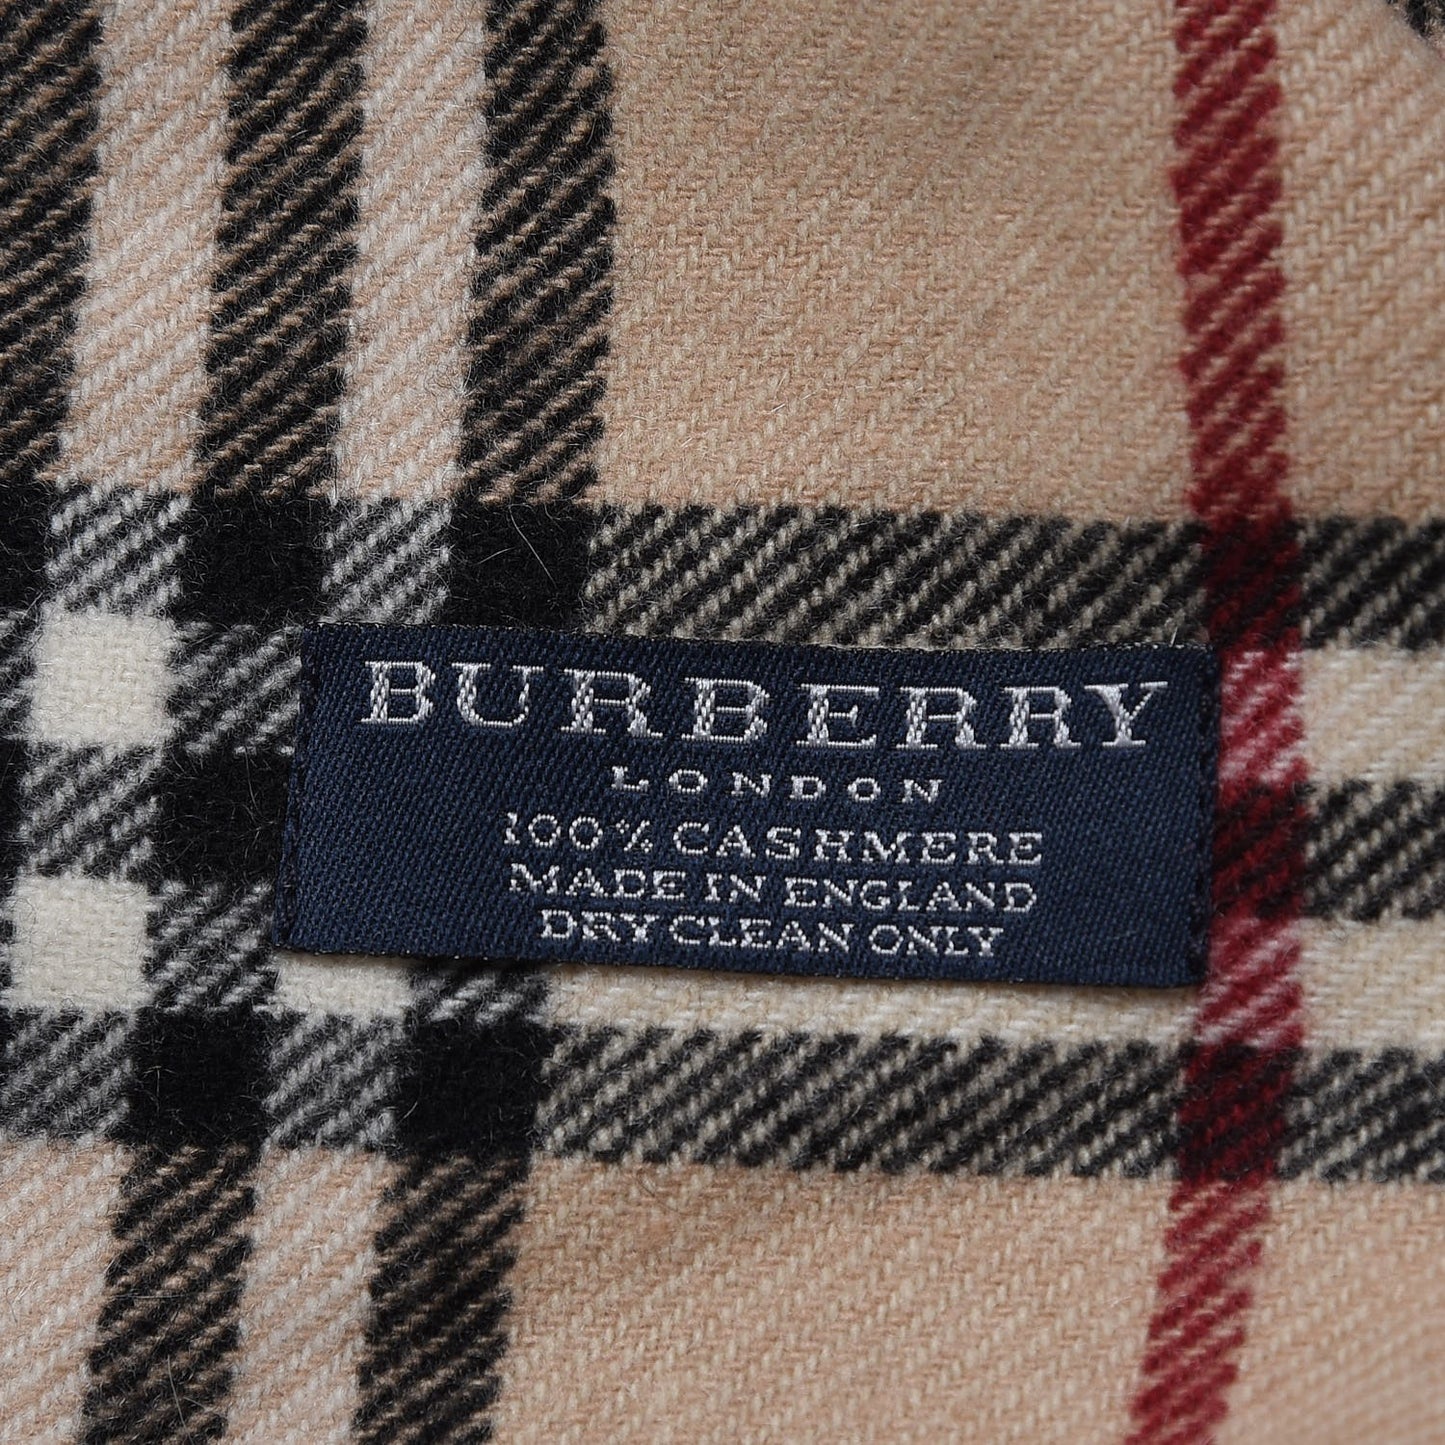 BURBERRY
LONDON
100% CASHMERE
MADE IN ENGLAND
DRY CLEAN ONLY